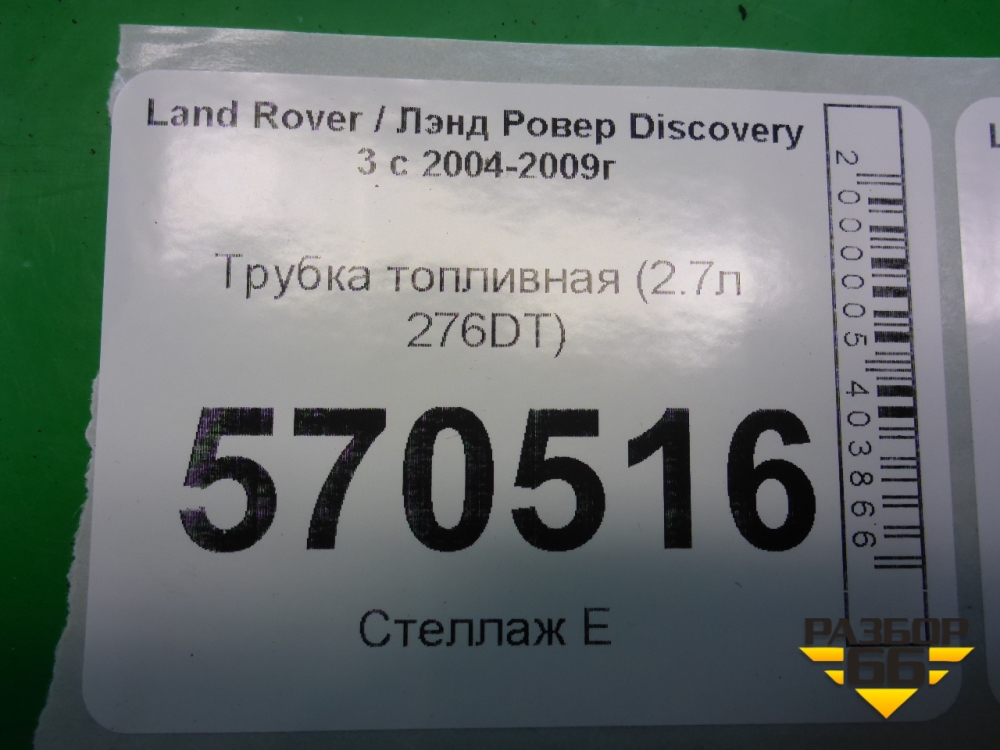 Land Rover / Лэнд Ровер Discovery
3 с 2004-2009г
Трубка топливная (2.7л
276DT)
570516
Стеллаж Е
2000005403866
РАЗБОР
66
L